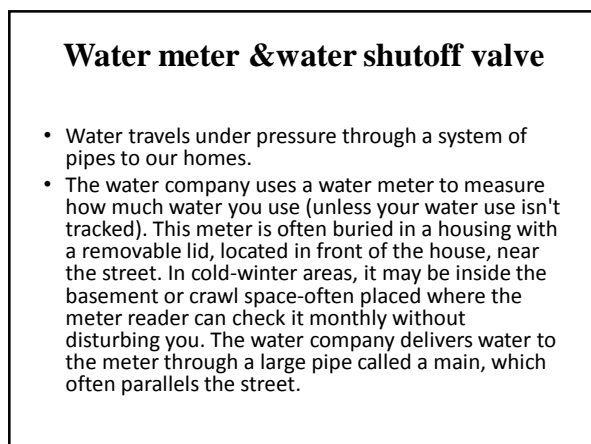 Water meter &water shutoff valve
• Water travels under pressure through a system of
pipes to our homes.
• The water company uses a water meter to measure
how much water you use (unless your water use isn't
tracked). This meter is often buried in a housing with
a removable lid, located in front of the house, near
the street. In cold-winter areas, it may be inside the
basement or crawl space-often placed where the
meter reader can check it monthly without
disturbing you. The water company delivers water to
the meter through a large pipe called a main, which
often parallels the street.